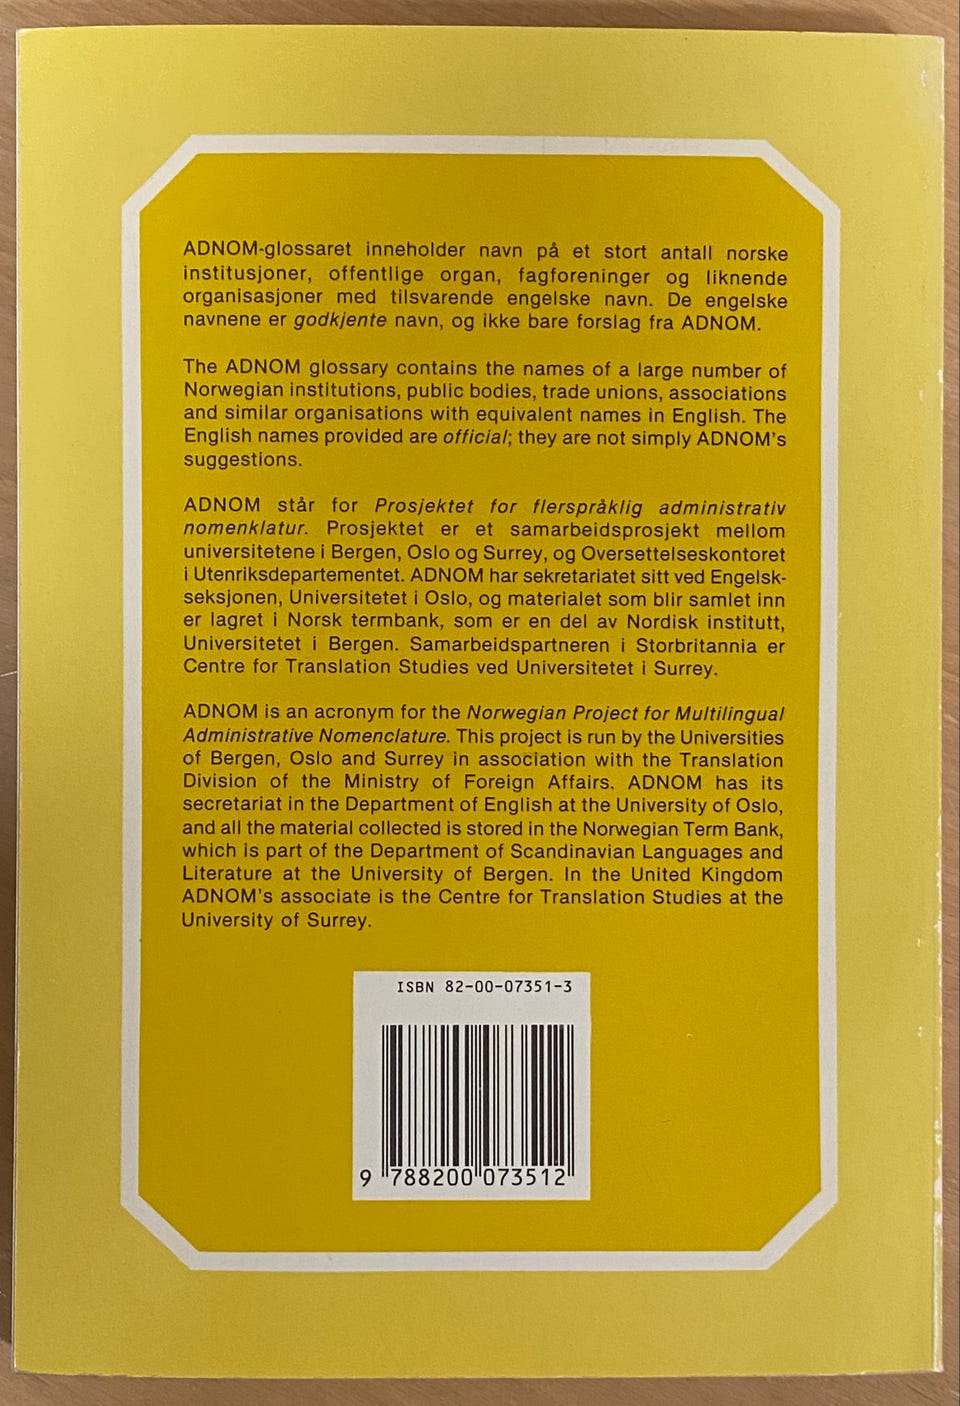 ADNOM-glossaret inneholder navn på et stort antall norske
institusjoner, offentlige organ, fagforeninger og liknende
organisasjoner med tilsvarende engelske navn. De engelske
navnene er godkjente navn, og ikke bare forslag fra ADNOM.
The ADNOM glossary contains the names of a large number of
Norwegian institutions, public bodies, trade unions, associations
and similar organisations with equivalent names in English. The
English names provided are official; they are not simply ADNOM's
suggestions.
ADNOM står for Prosjektet for flerspråklig administrativ
nomenklatur. Prosjektet er et samarbeidsprosjekt mellom
universitetene i Bergen, Oslo og Surrey, og Oversettelseskontoret
i Utenriksdepartementet. ADNOM har sekretariatet sitt ved Engelsk-
seksjonen, Universitetet i Oslo, og materialet som blir samlet inn
er lagret i Norsk termbank, som er en del av Nordisk institutt,
Universitetet i Bergen. Samarbeidspartneren i Storbritannia er
Centre for Translation Studies ved Universitetet i Surrey.
ADNOM is an acronym for the Norwegian Project for Multilingual
Administrative Nomenclature. This project is run by the Universities
of Bergen, Oslo and Surrey in association with the Translation
Division of the Ministry of Foreign Affairs. ADNOM has its
secretariat in the Department of English at the University of Oslo,
and all the material collected is stored in the Norwegian Term Bank,
which is part of the Department of Scandinavian Languages and
Literature at the University of Bergen. In the United Kingdom
ADNOM's associate is the Centre for Translation Studies at the
University of Surrey.
ISBN 82-00-07351-3
9 788200 073512